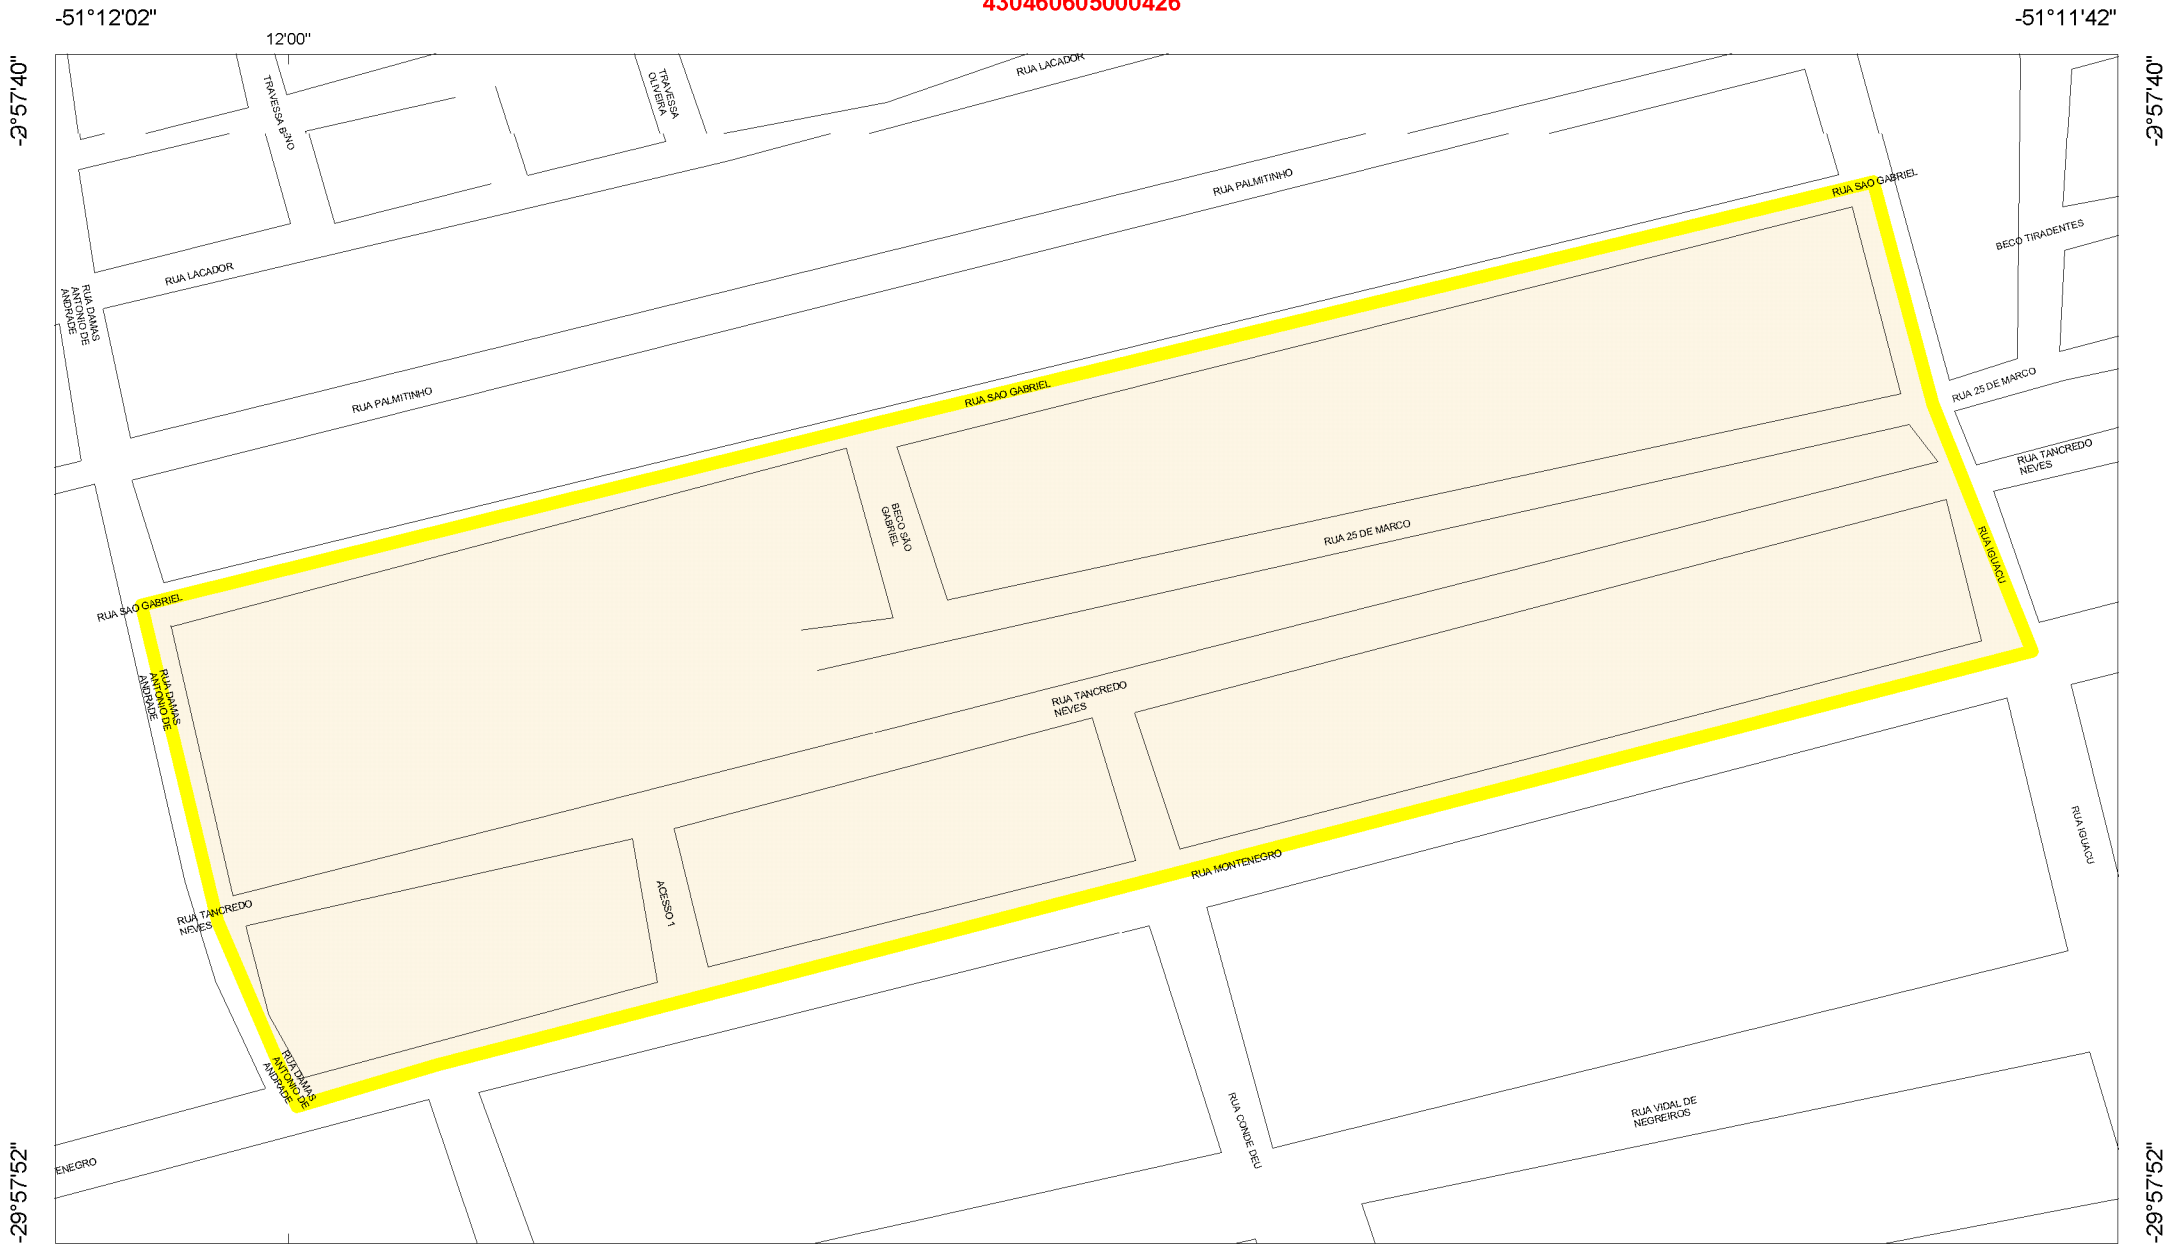 430460605000426
-51°12'02"
-51°11'42"
12'00"
-2°57'40"
-2°57'40"
TRAVESSA
OLIVEIRA
RUA LACADOR
RUA PALMITINHO
RUA SAO GABRIEL
BECO TIRADENTES
RUA LACADOR
RUA DAMAS
ANTONIO DE
ANDRADE
RUA PALMITINHO
RUA SAO GABRIEL
RUA 25 DE MARCO
RUA TANCREDO
NEVES
BECO SÃO
GABRIEL
RUA 25 DE MARCO
RUA IGUACU
RUA SAO GABRIEL
RUA DAMAS
ANTONIO DE
ANDRADE
RUA TANCREDO
NEVES
RUA MONTENEGRO
RUA IGUACU
ACESSO 1
RUA TANCREDO
NEVES
RUA DAMAS
ANTONIO DE
ANDRADE
RUA CONDE DEU
RUA VIDAL DE
NEGREIROS
ENEGRO
-29°57'52"
-29°57'52"